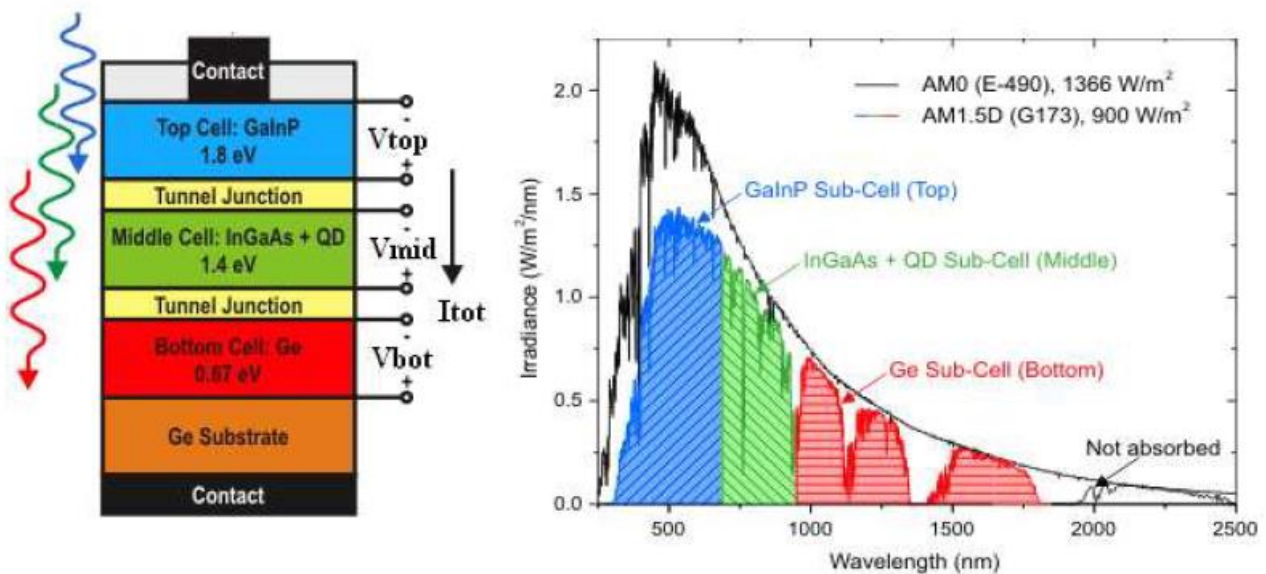 Contact
Top Cell: GaInP
1.8 eV
Tunnel Junction
Middle Cell: InGaAs + QD
1.4 eV
Tunnel Junction
Bottom Cell: Ge
0.67 eV
Ge Substrate
Contact
-
Vtop
+
-
Vmid
+
-
Vbot
+
Itot
AM0 (E-490), 1366 W/m²
AM1.5D (G173), 900 W/m²
GaInP Sub-Cell (Top)
InGaAs + QD Sub-Cell (Middle)
Ge Sub-Cell (Bottom)
Not absorbed
Irradiance (W/m²/nm)
2.0
1.5
1.0
0.5
0.0
500
1000
1500
2000
2500
Wavelength (nm)